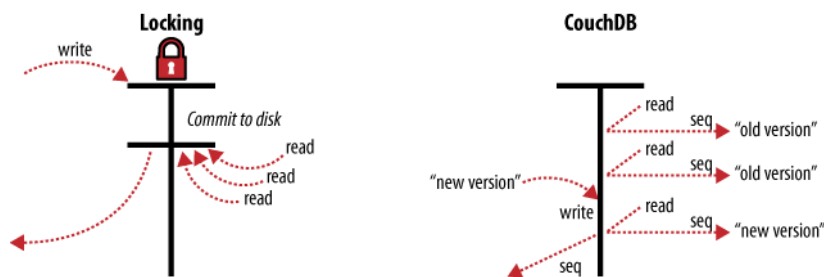 Locking
write
Commit to disk
read
read
read
CouchDB
read
seq
“old version”
read
seq
“old version”
“new version”
write
read
seq
“new version”
seq